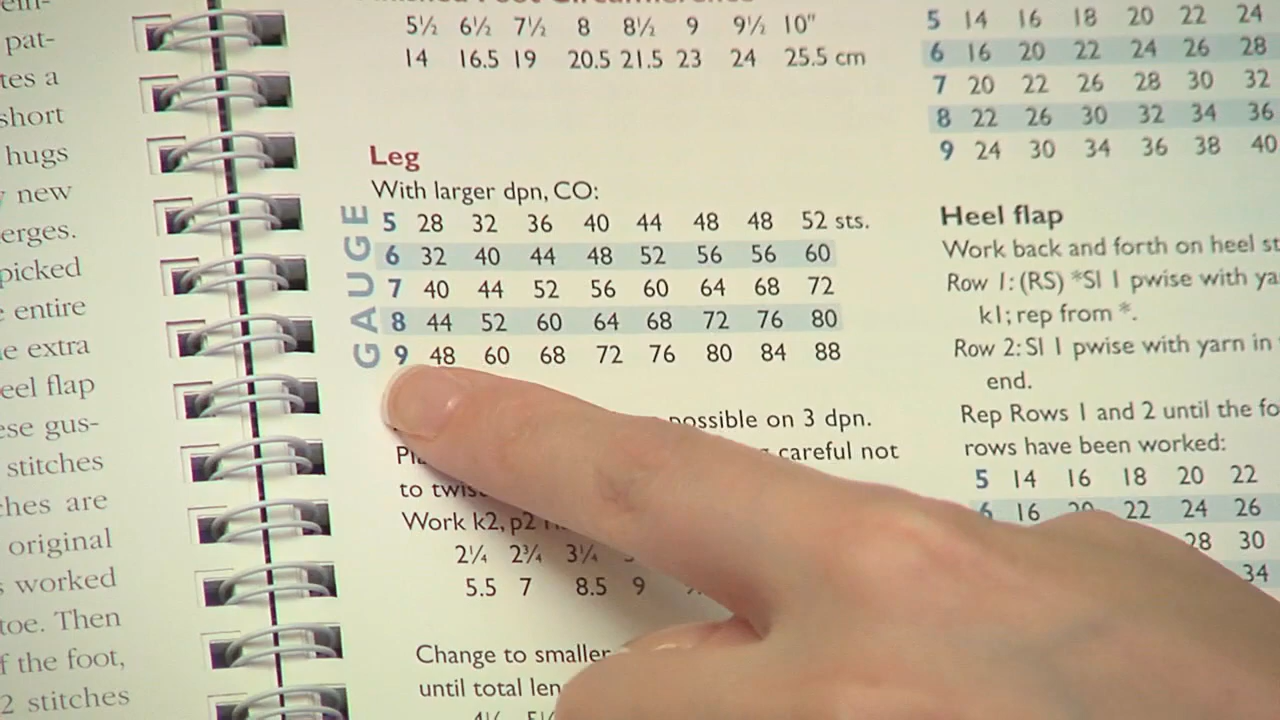 pat-
tes a
short
hugs
new
erges.
picked
entire
extra
eel flap
ese gus-
stitches
ches are
original
worked
toe. Then
f the foot,
2 stitches
5½ 6½ 7½ 8 8½ 9 9½ 10"
14 16.5 19 20.5 21.5 23 24 25.5 cm
Leg
With larger dpn, CO:
GAUGE
5 28 32 36 40 44 48 48 52 sts.
6 32 40 44 48 52 56 56 60
7 40 44 52 56 60 64 68 72
8 44 52 60 64 68 72 76 80
9 48 60 68 72 76 80 84 88
possible on 3 dpn.
careful not
to twis
Work k2, p2
2¼ 2¾ 3¼
5.5 7 8.5 9
Change to smaller
until total len
5 14 16 18 20 22 24
6 16 20 22 24 26 28
7 20 22 26 28 30 32
8 22 26 30 32 34 36
9 24 30 34 36 38 40
Heel flap
Work back and forth on heel st
Row 1: (RS) *Sl 1 pwise with ya
k1; rep from *.
Row 2: Sl 1 pwise with yarn in
end.
Rep Rows 1 and 2 until the fo
rows have been worked:
5 14 16 18 20 22
6 16 20 22 24 26
28 30
34